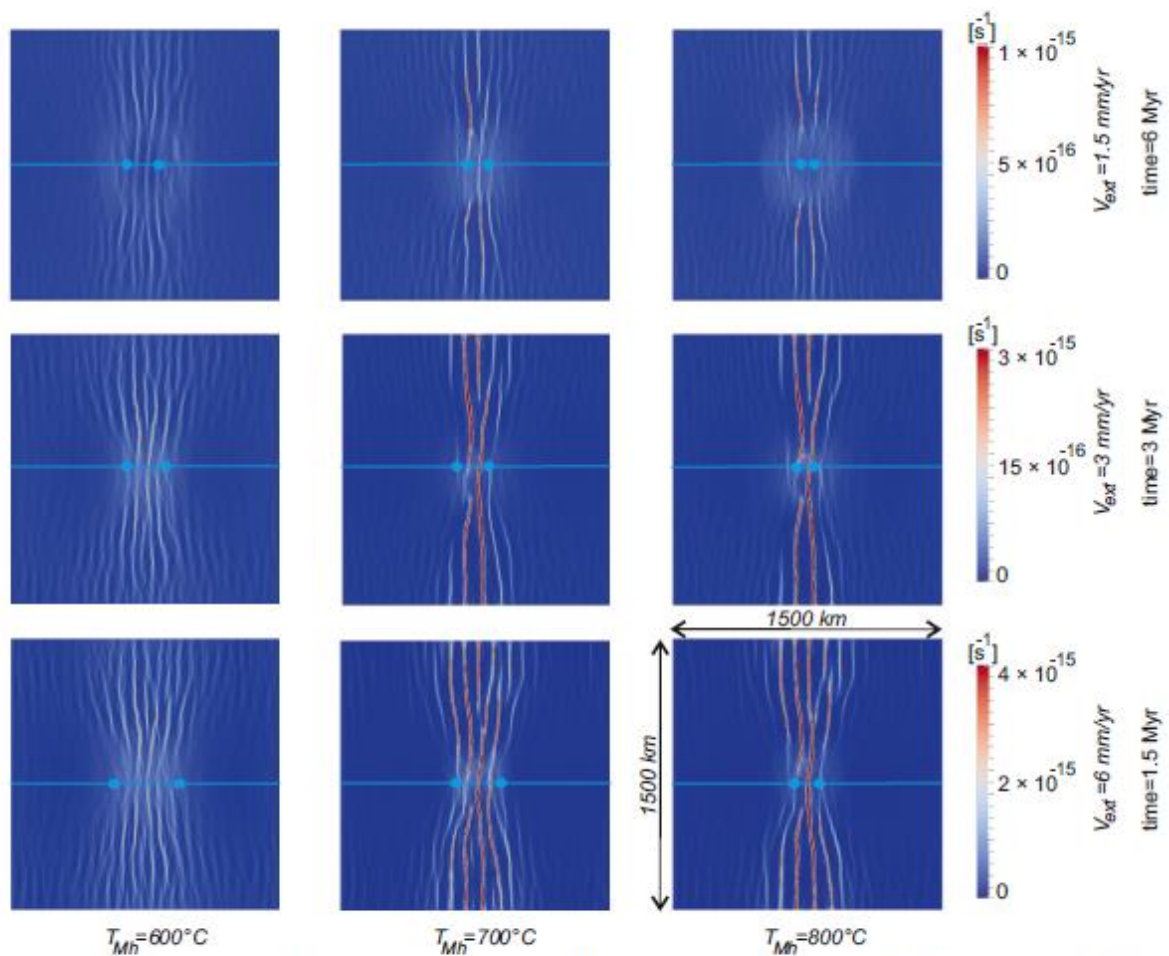 [s⁻¹]
1 × 10⁻¹⁵
5 × 10⁻¹⁶
0
V_ext =1.5 mm/yr
time=6 Myr
[s⁻¹]
3 × 10⁻¹⁵
15 × 10⁻¹⁶
0
V_ext =3 mm/yr
time=3 Myr
1500 km
1500 km
[s⁻¹]
4 × 10⁻¹⁵
2 × 10⁻¹⁵
0
V_ext =6 mm/yr
time=1.5 Myr
T_Mh=600°C
T_Mh=700°C
T_Mh=800°C